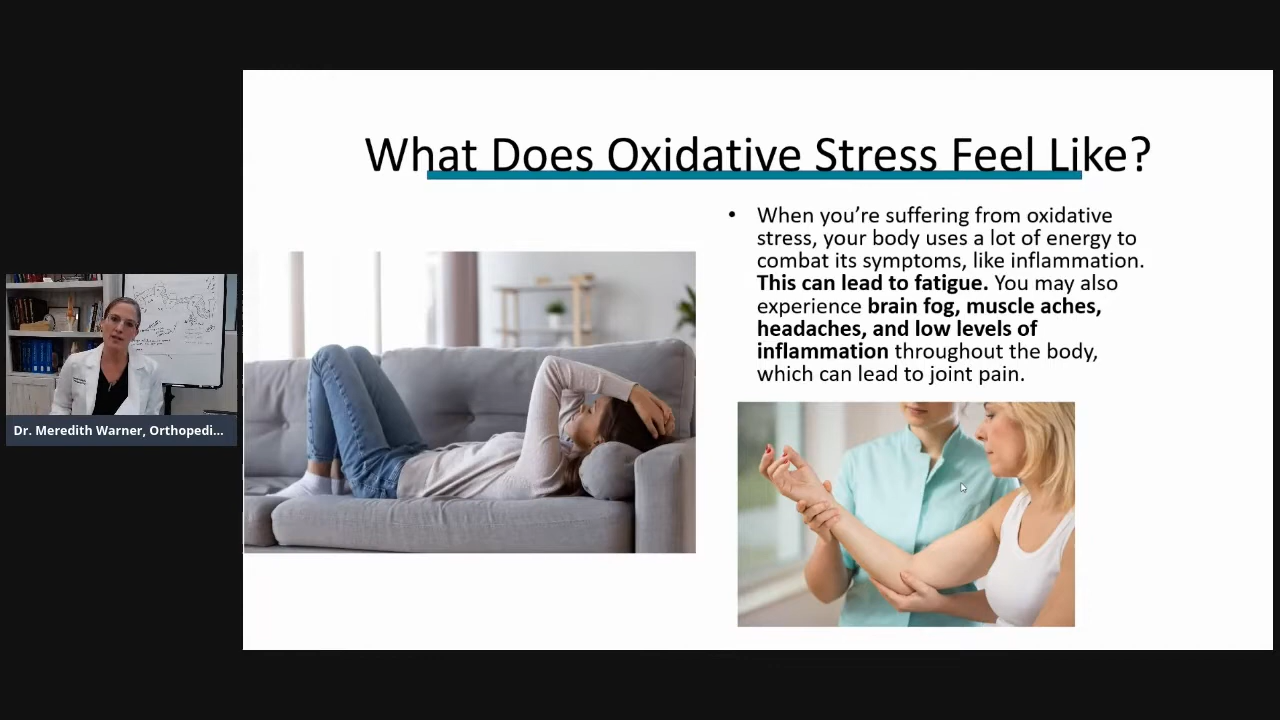 What Does Oxidative Stress Feel Like?
• When you’re suffering from oxidative
stress, your body uses a lot of energy to
combat its symptoms, like inflammation.
This can lead to fatigue. You may also
experience brain fog, muscle aches,
headaches, and low levels of
inflammation throughout the body,
which can lead to joint pain.
Dr. Meredith Warner, Orthopedi...